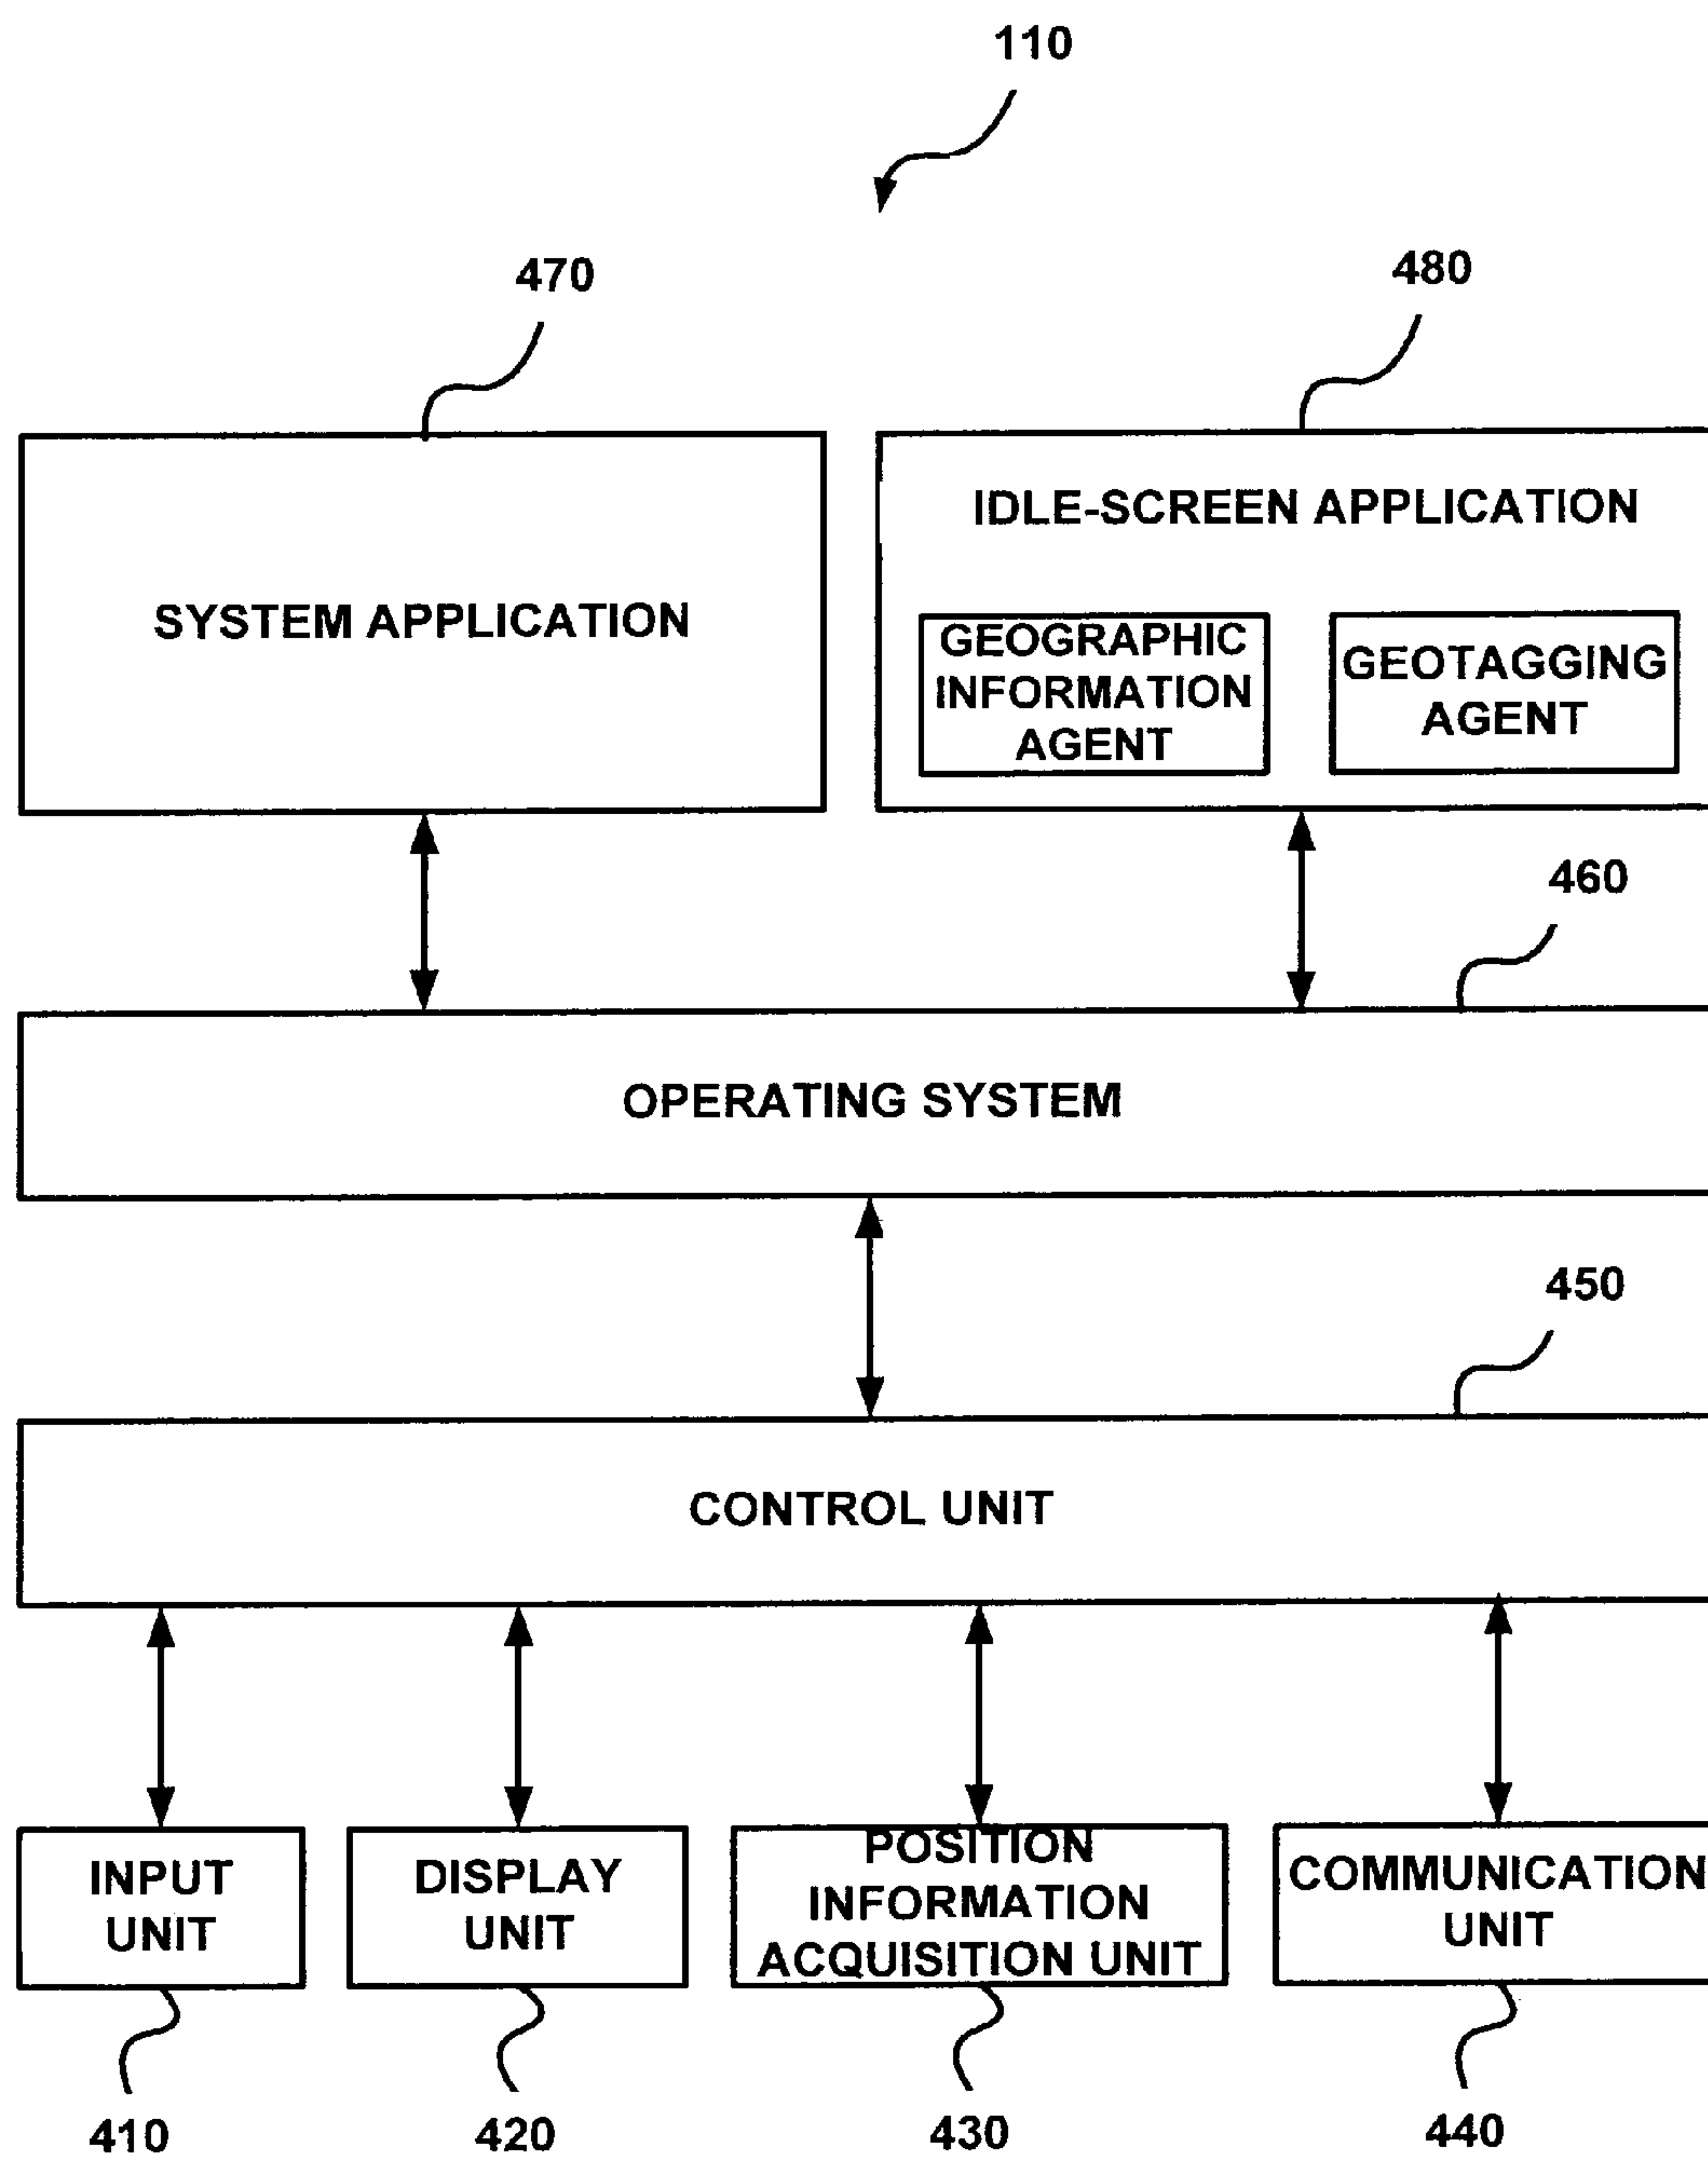 110
470
480
SYSTEM APPLICATION
IDLE-SCREEN APPLICATION
GEOGRAPHIC
INFORMATION
AGENT
GEOTAGGING
AGENT
460
OPERATING SYSTEM
450
CONTROL UNIT
INPUT
UNIT
DISPLAY
UNIT
POSITION
INFORMATION
ACQUISITION UNIT
COMMUNICATION
UNIT
410
420
430
440